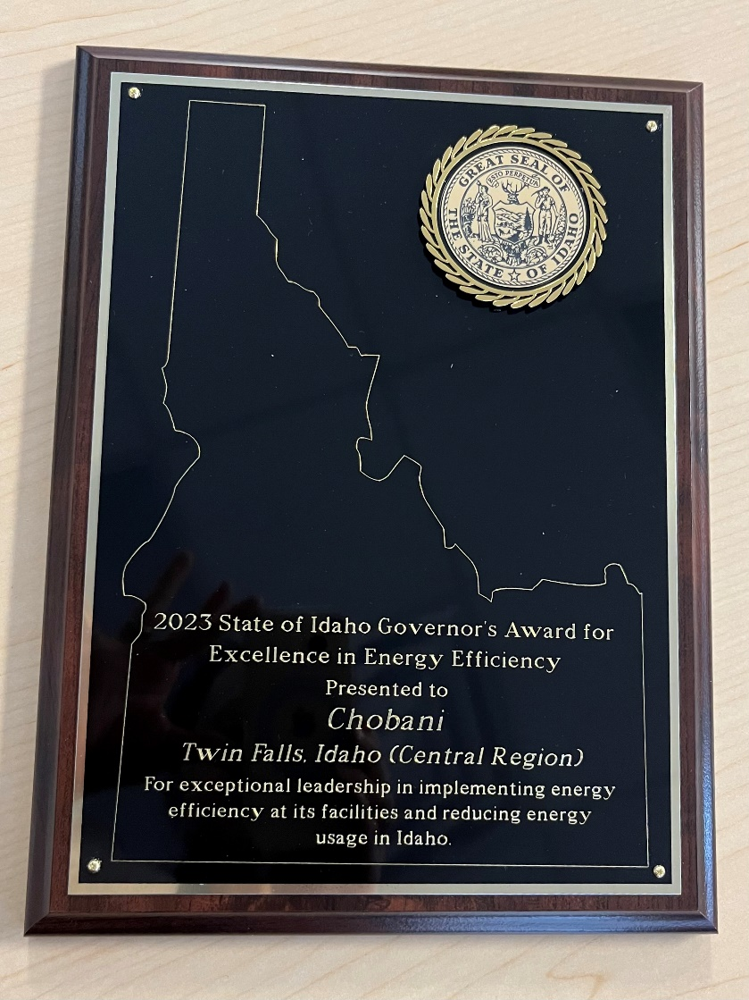 GREAT SEAL OF
THE STATE ☆ OF IDAHO
ESTO PERPETUA
2023 State of Idaho Governor's Award for
Excellence in Energy Efficiency
Presented to
Chobani
Twin Falls, Idaho (Central Region)
For exceptional leadership in implementing energy
efficiency at its facilities and reducing energy
usage in Idaho.